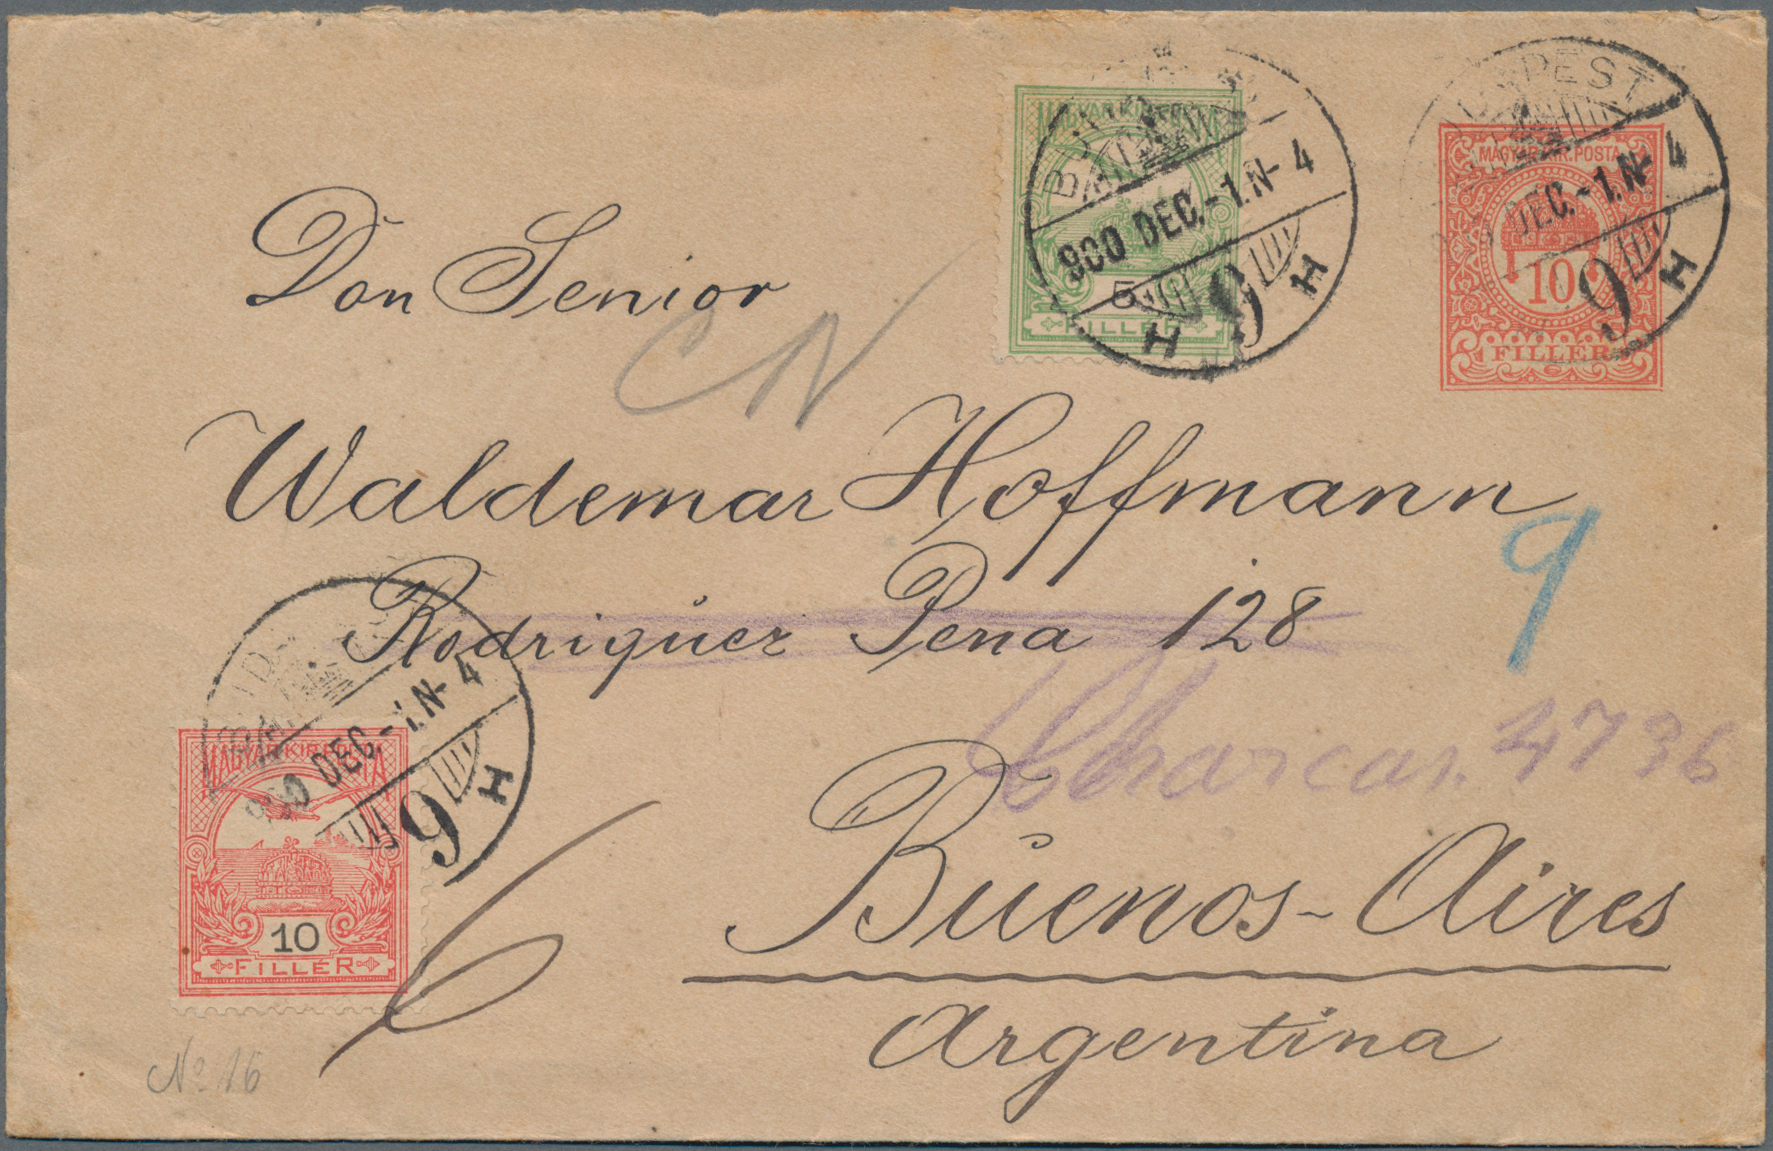 BUDAPEST
900 DEC.-1.N-4
9
H H
MAGYAR KIR. POSTA
5
FILLÉR
BUDAPEST
DEC.-1.N-4
9
H
MAGYAR KIR. POSTA
10
FILLÉR
Don Senior
CN
Waldemar Hoffmann
9
Rodriguez Pena 128
Charcas. 4736
900 DEC.-1.N-4
9
H
MAGYAR KIR. POSTA
10
FILLÉR
Buenos-Aires
Argentina
No 16